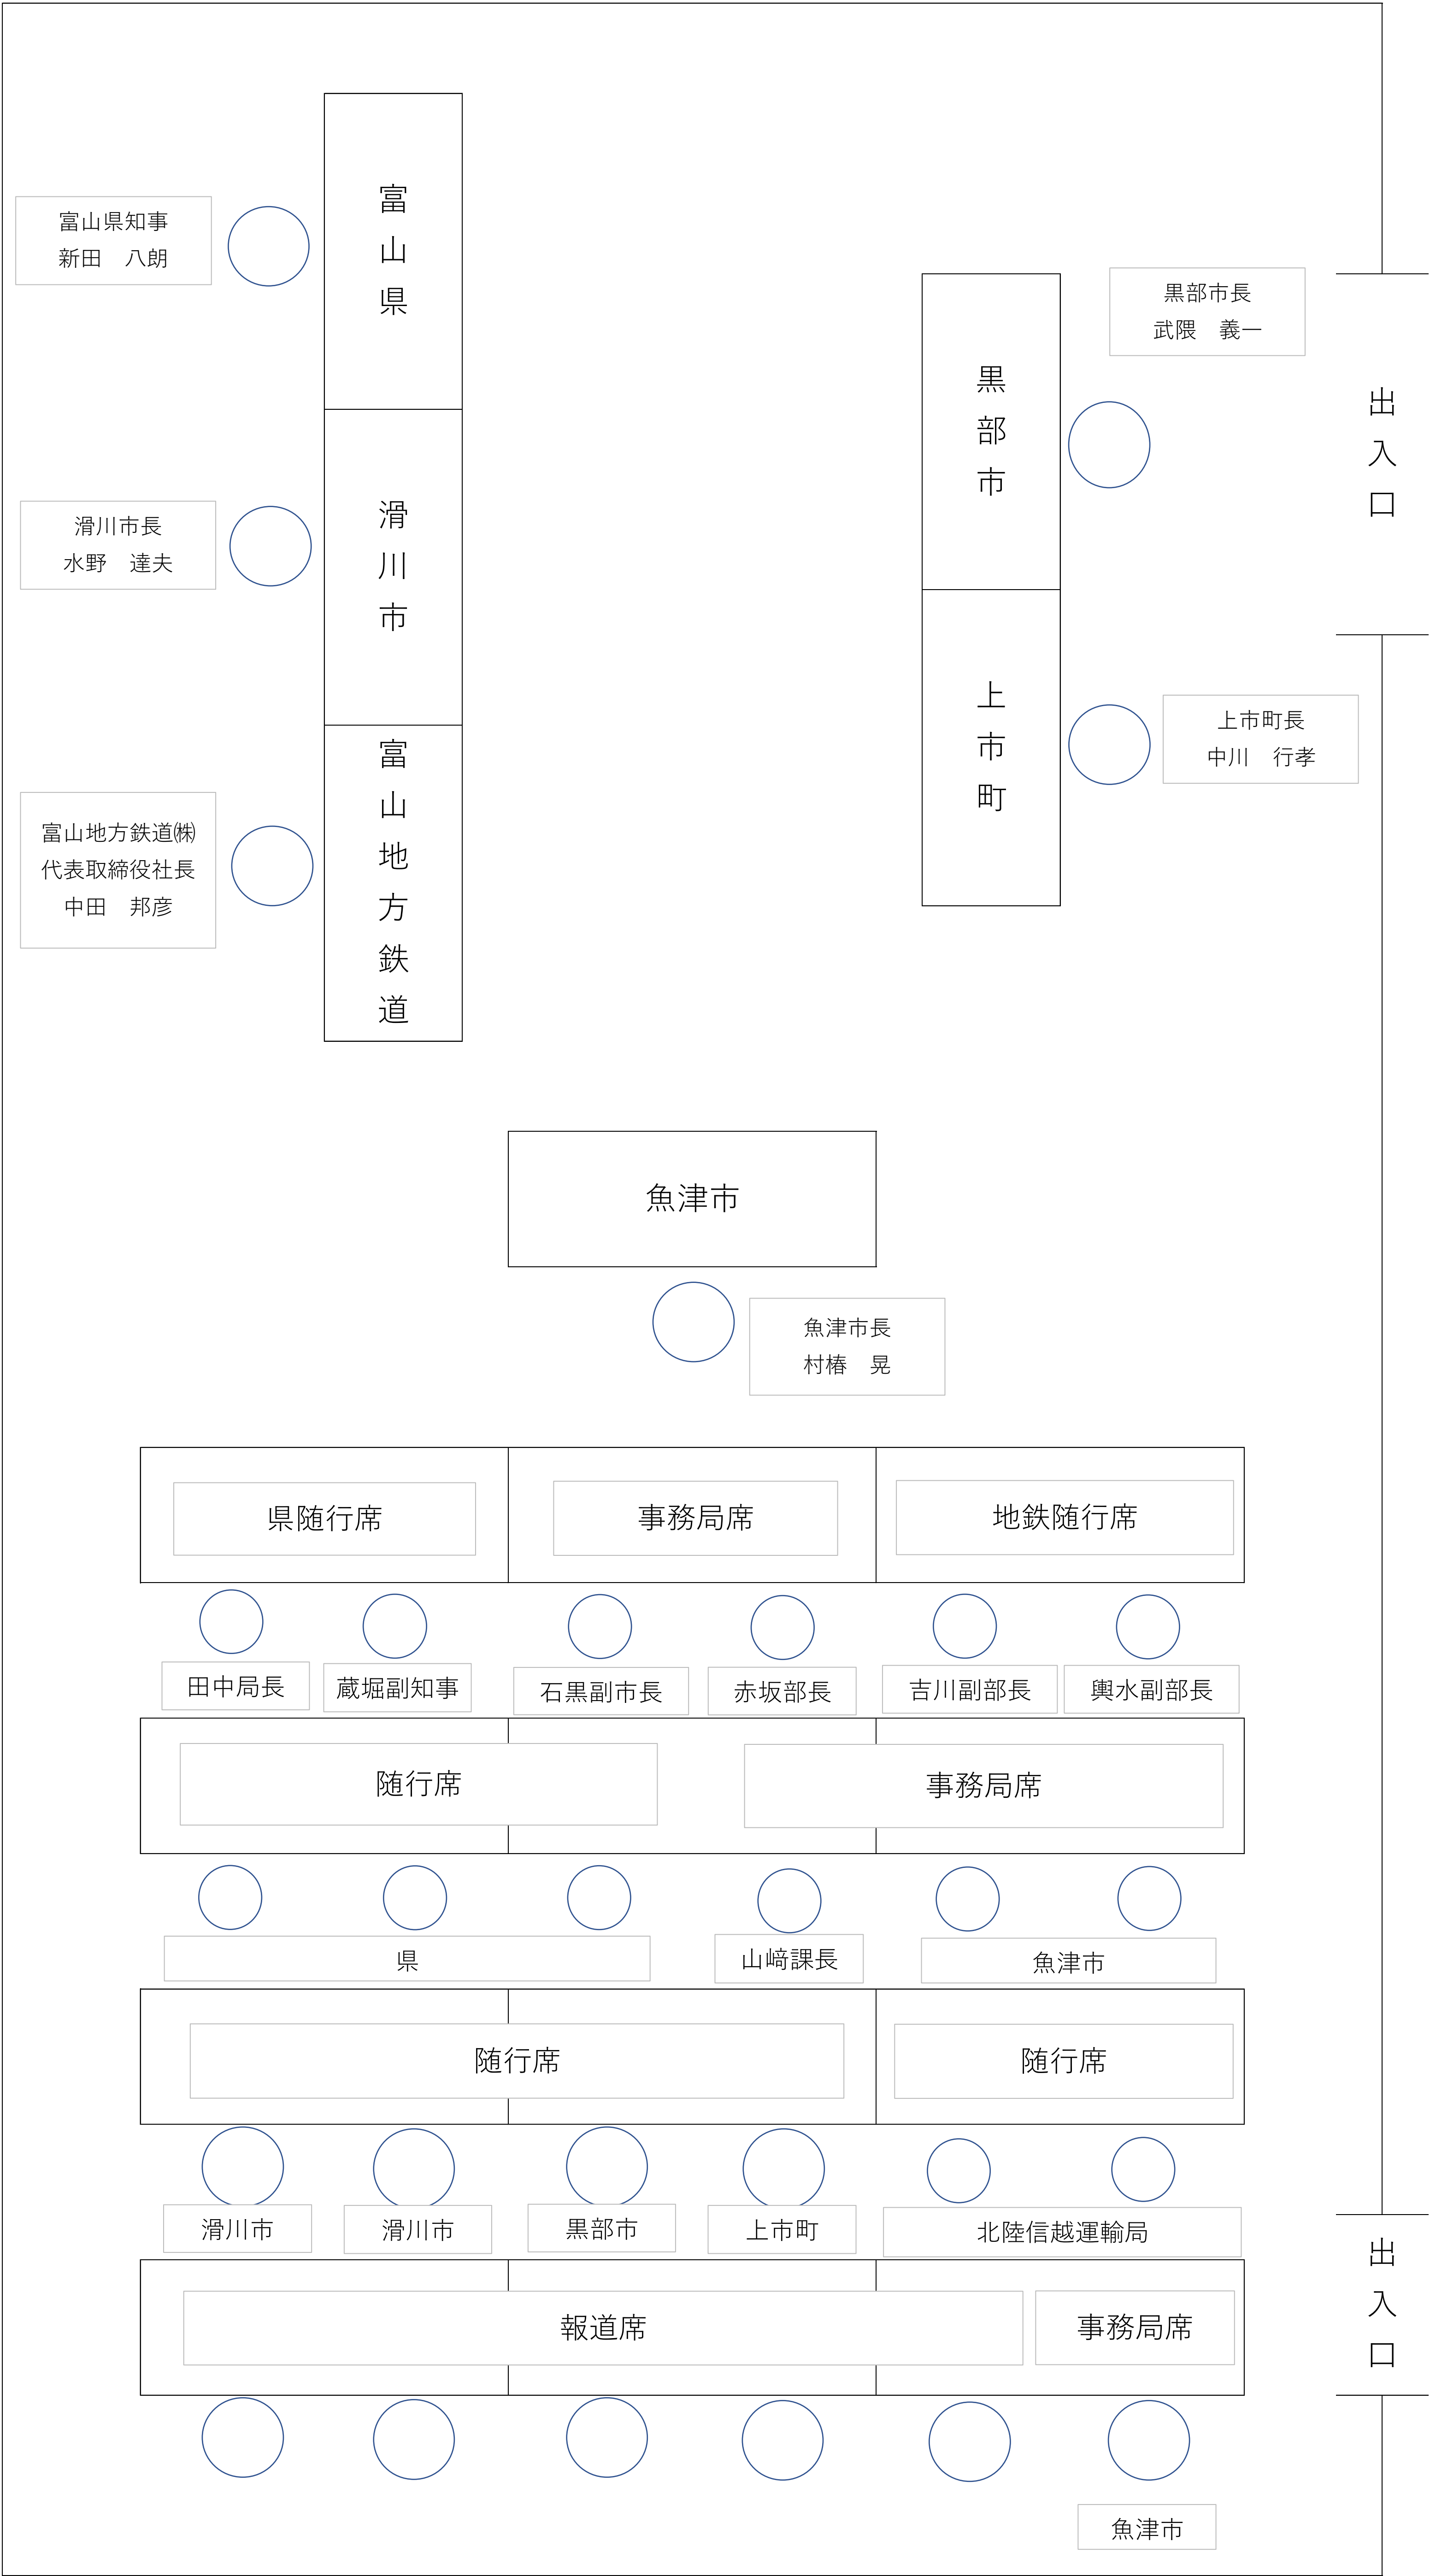 富山県
富山県知事
新田　八朗
黒部市長
武隈　義一
黒部市
出入口
滑川市
滑川市長
水野　達夫
上市町
上市町長
中川　行孝
富山地方鉄道
富山地方鉄道㈱
代表取締役社長
中田　邦彦
魚津市
魚津市長
村椿　晃
県随行席
事務局席
地鉄随行席
田中局長
蔵堀副知事
石黒副市長
赤坂部長
吉川副部長
輿水副部長
随行席
事務局席
県
山﨑課長
魚津市
随行席
随行席
滑川市
滑川市
黒部市
上市町
北陸信越運輸局
出入口
報道席
事務局席
魚津市